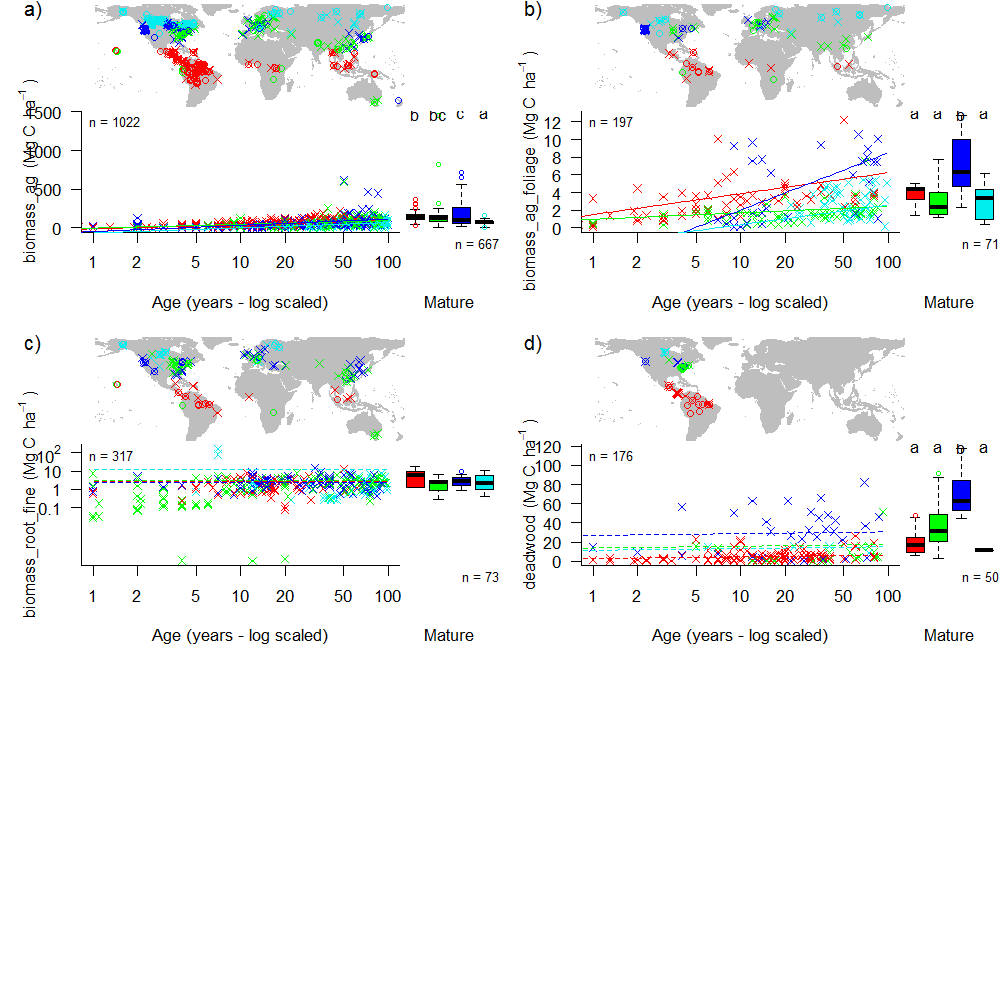 a)
biomass_ag (Mg C ha⁻¹)
1500
1000
500
0
n = 1022
b bc c a
n = 667
1 2 5 10 20 50 100
Age (years - log scaled) Mature
b)
biomass_ag_foliage (Mg C ha⁻¹)
12
10
8
6
4
2
0
n = 197
a a b a
n = 71
1 2 5 10 20 50 100
Age (years - log scaled) Mature
c)
biomass_root_fine (Mg C ha⁻¹)
10²
10
1
0.1
n = 317
n = 73
1 2 5 10 20 50 100
Age (years - log scaled) Mature
d)
deadwood (Mg C ha⁻¹)
120
100
80
60
40
20
0
n = 176
a a b a
n = 50
1 2 5 10 20 50 100
Age (years - log scaled) Mature